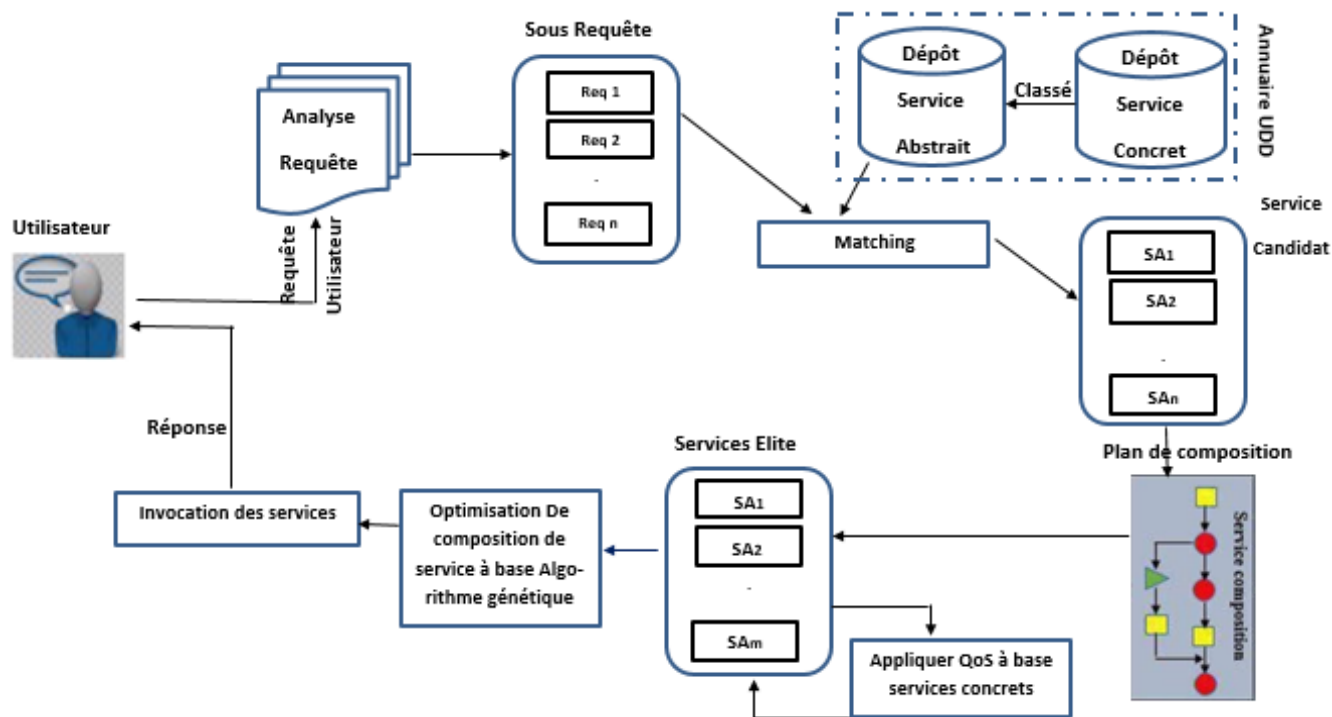 Sous Requête
Req 1
Req 2
Req n
Analyse
Requête
Dépôt
Service
Abstrait
Classé
Dépôt
Service
Concret
Annuaire UDD
Utilisateur
Requête
Utilisateur
Matching
Service
Candidat
SA1
SA2
SAn
Plan de composition
Service composition
Services Elite
SA1
SA2
SAm
Appliquer QoS à base
services concrets
Optimisation De
composition de
service à base Algo-
rithme génétique
Invocation des services
Réponse